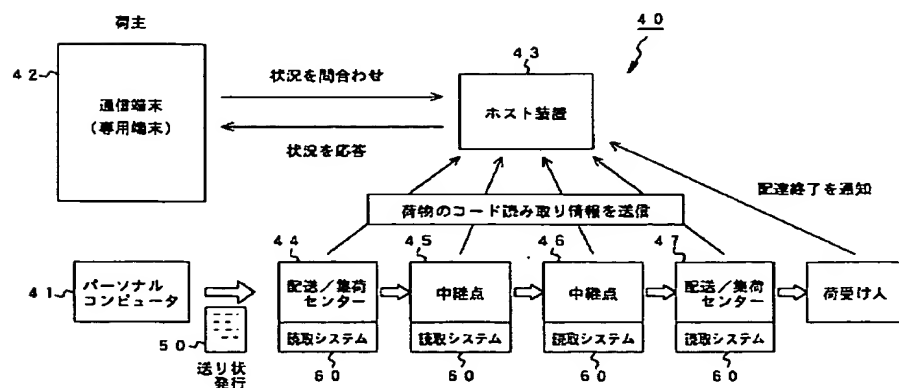 荷主
40
42
43
状況を問合わせ
通信端末
(専用端末)
ホスト装置
状況を応答
配達終了を通知
荷物のコード読み取り情報を送信
44
45
46
47
41
パーソナル
コンピュータ
配送/集荷
センター
中継点
中継点
配送/集荷
センター
荷受け人
読取システム
読取システム
読取システム
読取システム
50
送り状
発行
60
60
60
60